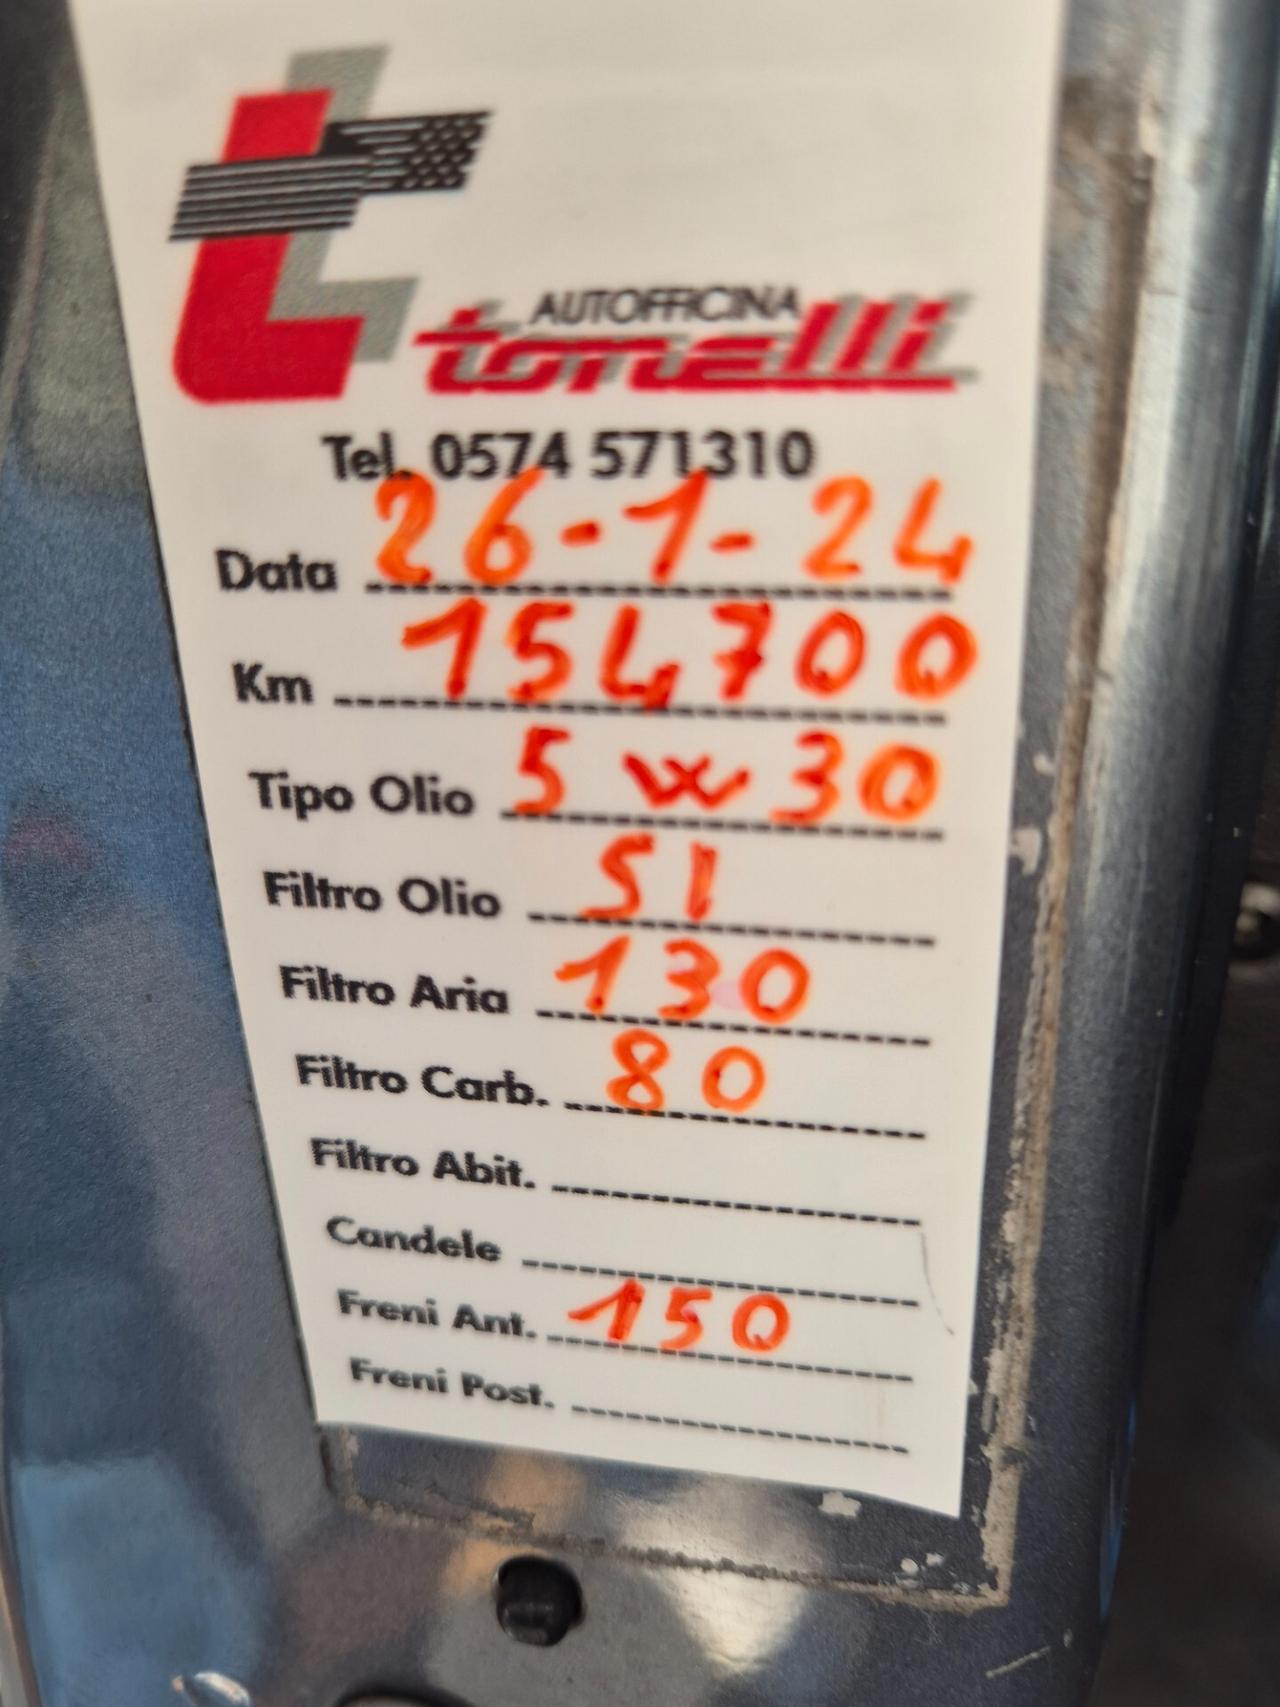 AUTOFFICINA
tonelli
Tel. 0574 571310
Data 26-1-24
Km 154700
Tipo Olio 5w30
Filtro Olio SI
Filtro Aria 130
Filtro Carb. 80
Filtro Abit.
Candele
Freni Ant. 150
Freni Post.